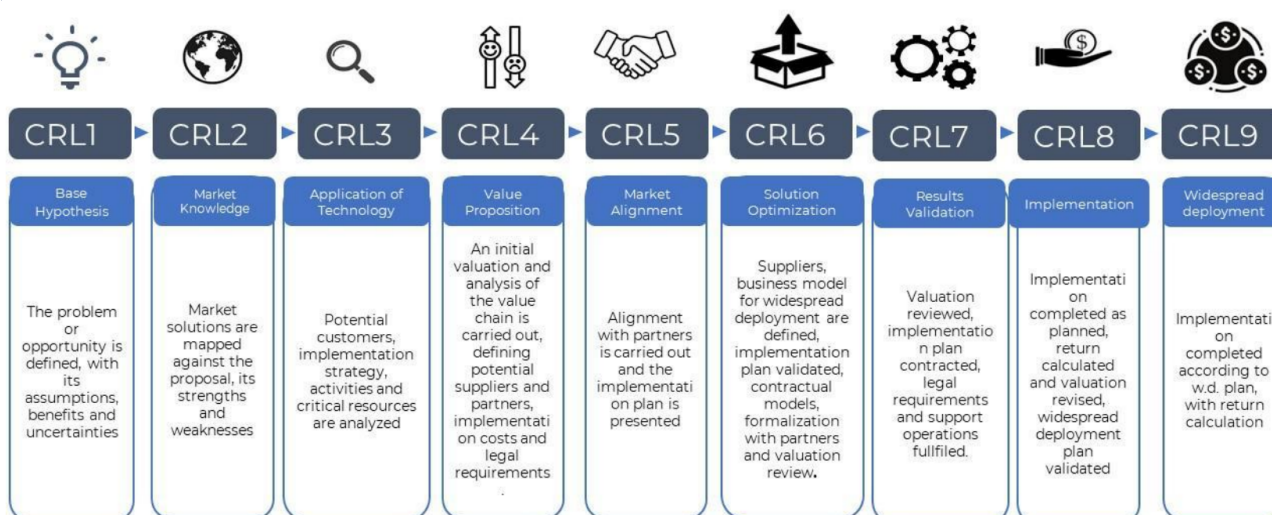 CRL1
CRL2
CRL3
CRL4
CRL5
CRL6
CRL7
CRL8
CRL9
Base
Hypothesis
The problem
or
opportunity is
defined, with
its
assumptions,
benefits and
uncertainties
Market
Knowledge
Market
solutions are
mapped
against the
proposal, its
strengths
and
weaknesses
Application of
Technology
Potential
customers,
implementation
strategy,
activities and
critical resources
are analyzed
Value
Proposition
An initial
valuation and
analysis of
the value
chain is
carried out,
defining
potential
suppliers and
partners,
implementati
on costs and
legal
requirements
.
Market
Alignment
Alignment
with partners
is carried out
and the
implementati
on plan is
presented
Solution
Optimization
Suppliers,
business model
for widespread
deployment are
defined,
implementation
plan validated,
contractual
models,
formalization
with partners
and valuation
review.
Results
Validation
Valuation
reviewed,
implementatio
n plan
contracted,
legal
requirements
and support
operations
fullfiled.
Implementation
Implementati
on
completed as
planned,
return
calculated
and valuation
revised,
widespread
deployment
plan
validated
Widespread
deployment
Implementati
on
completed
according to
w.d. plan,
with return
calculation